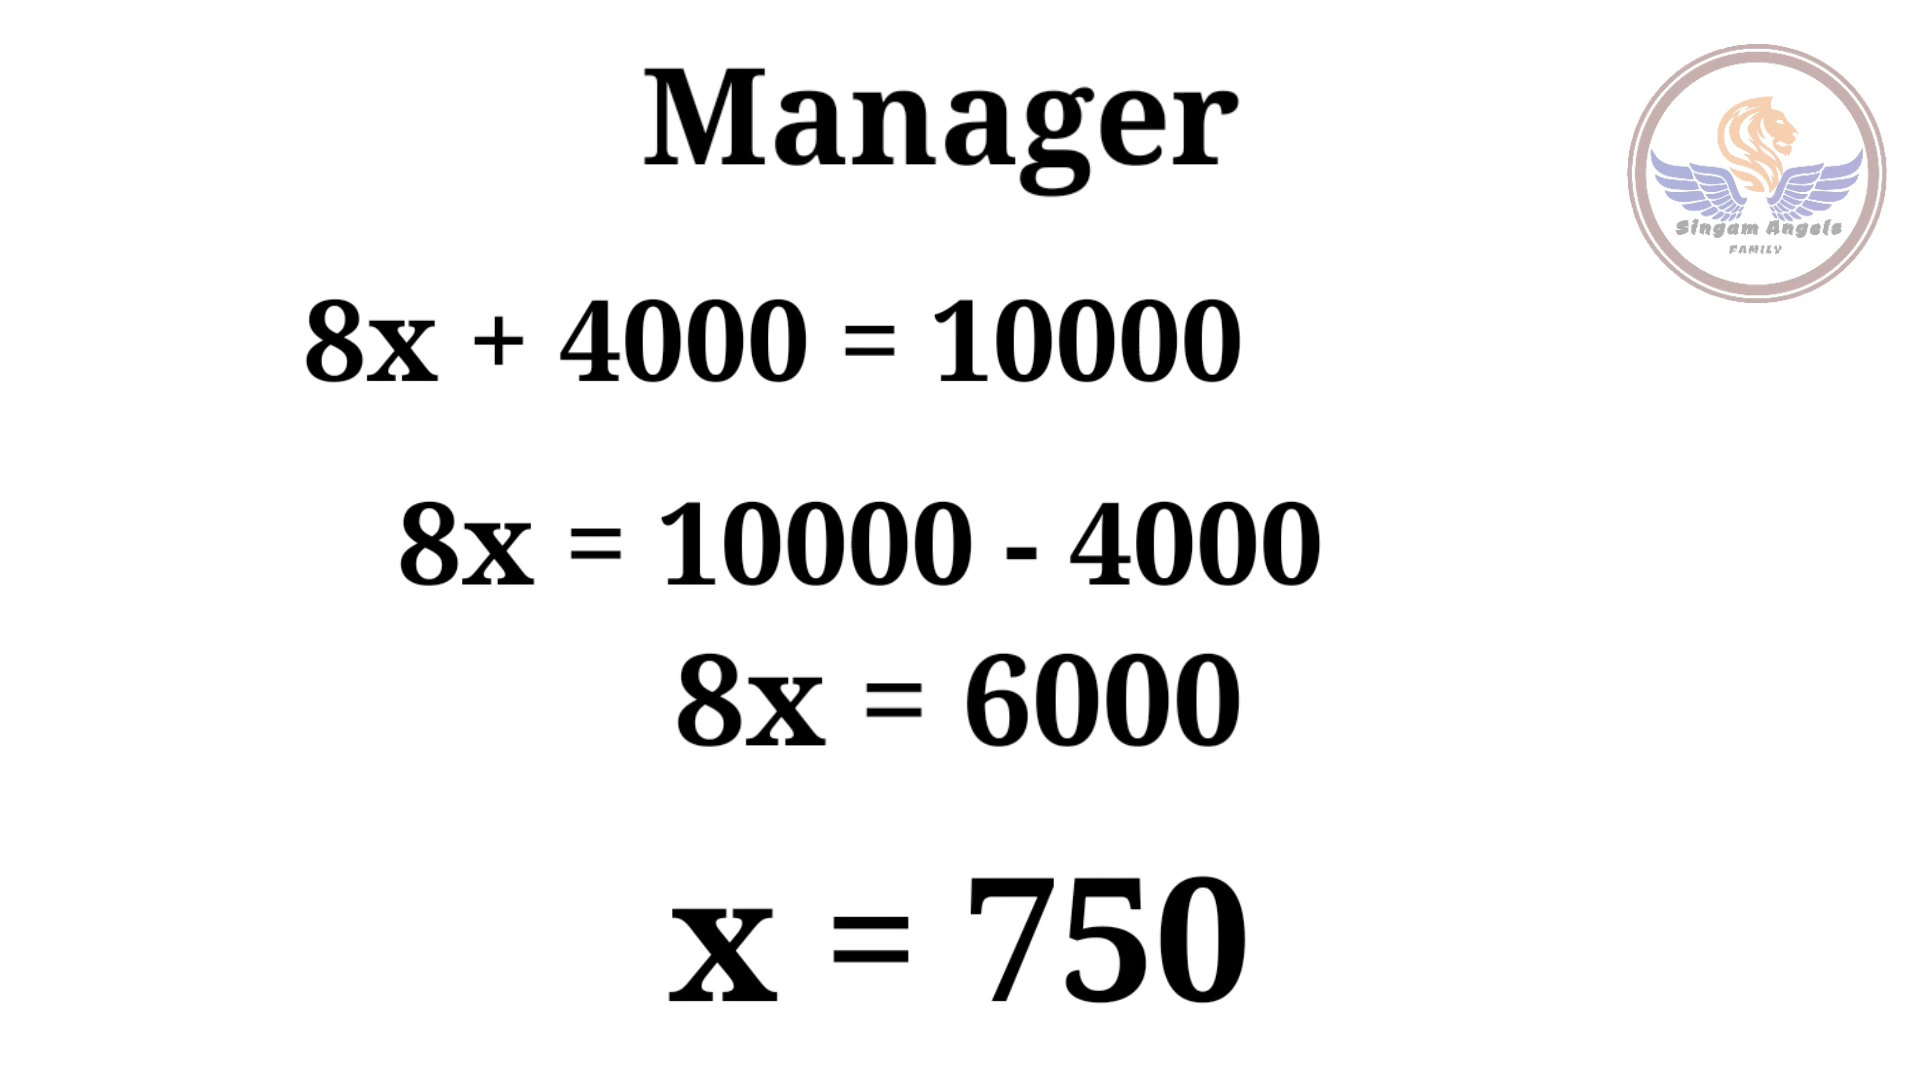 Manager
Singam Angels
FAMILY
8x + 4000 = 10000
8x = 10000 - 4000
8x = 6000
x = 750